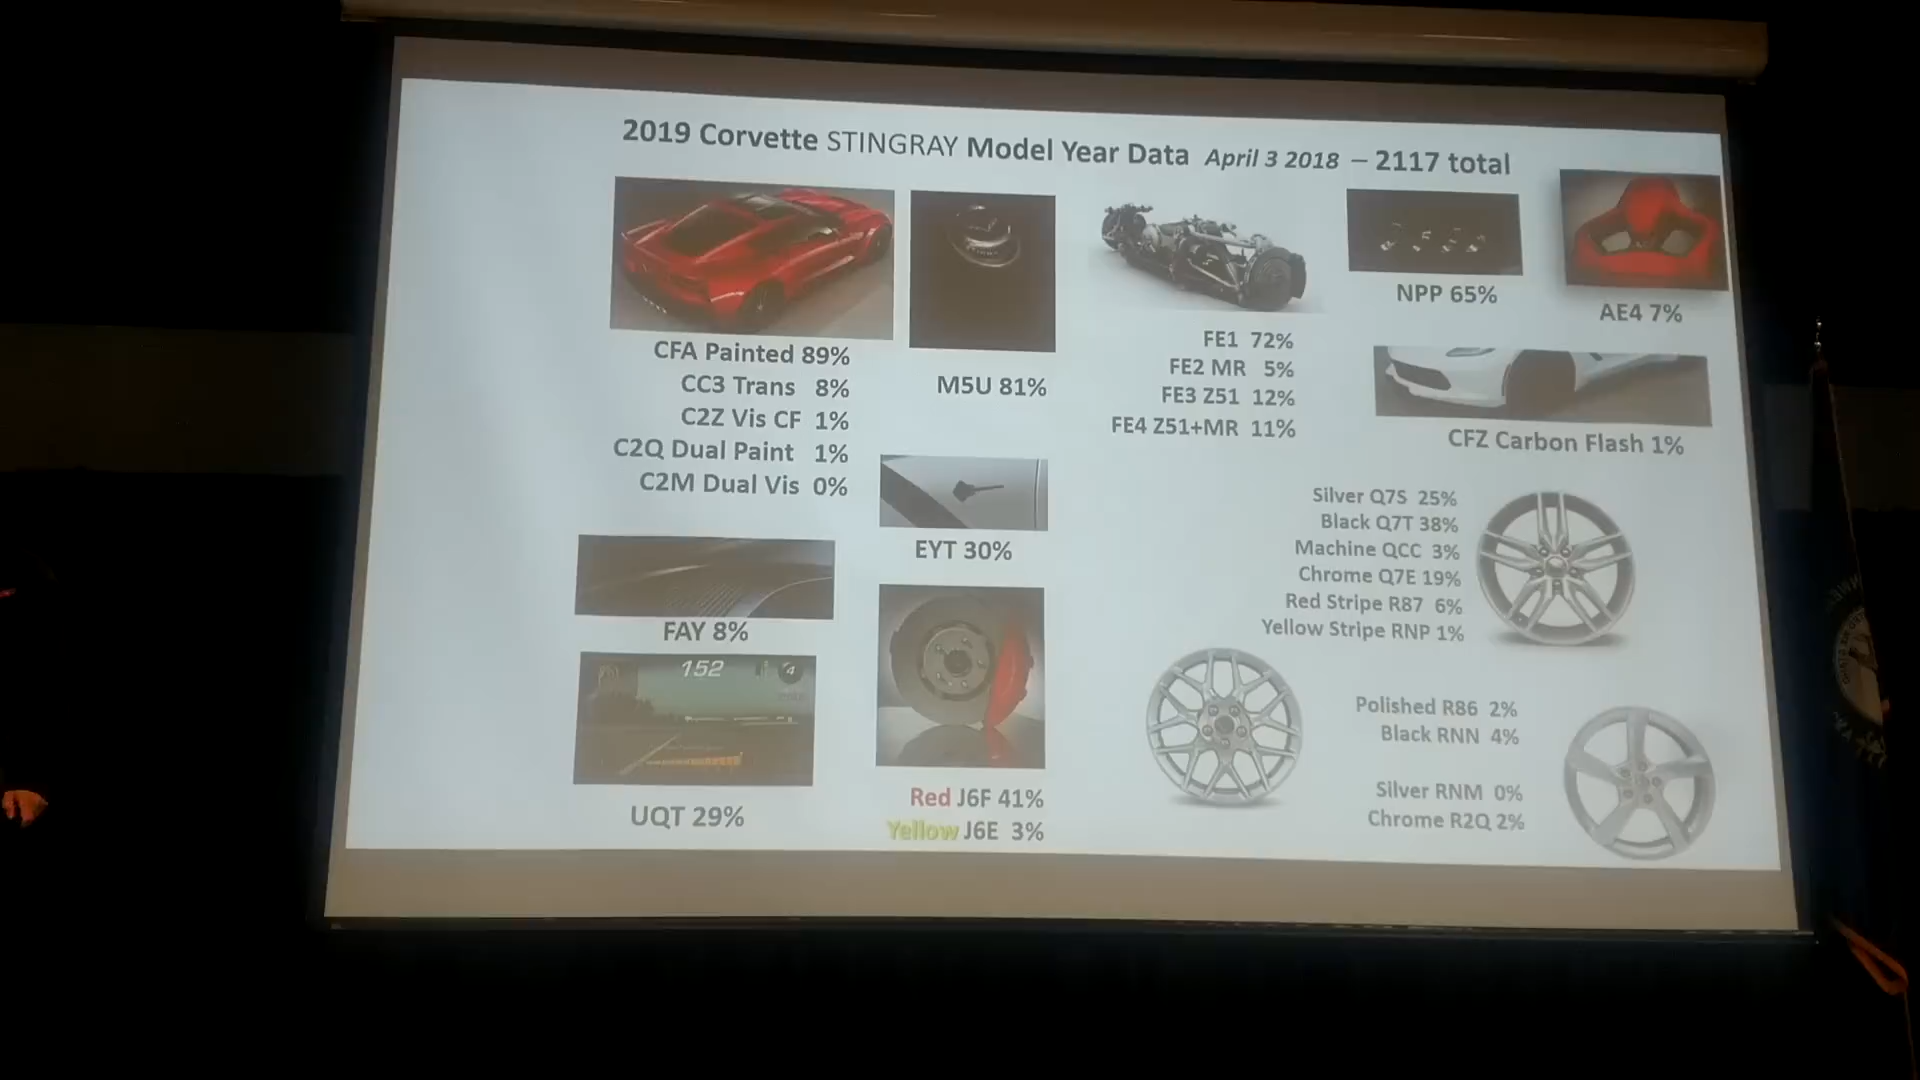 2019 Corvette STINGRAY Model Year Data April 3 2018 – 2117 total
CFA Painted 89%
CC3 Trans 8%
C2Z Vis CF 1%
C2Q Dual Paint 1%
C2M Dual Vis 0%
M5U 81%
FE1 72%
FE2 MR 5%
FE3 Z51 12%
FE4 Z51+MR 11%
NPP 65%
AE4 7%
CFZ Carbon Flash 1%
EYT 30%
FAY 8%
152
4
UQT 29%
Red J6F 41%
Yellow J6E 3%
Silver Q7S 25%
Black Q7T 38%
Machine QCC 3%
Chrome Q7E 19%
Red Stripe R87 6%
Yellow Stripe RNP 1%
Polished R86 2%
Black RNN 4%
Silver RNM 0%
Chrome R2Q 2%